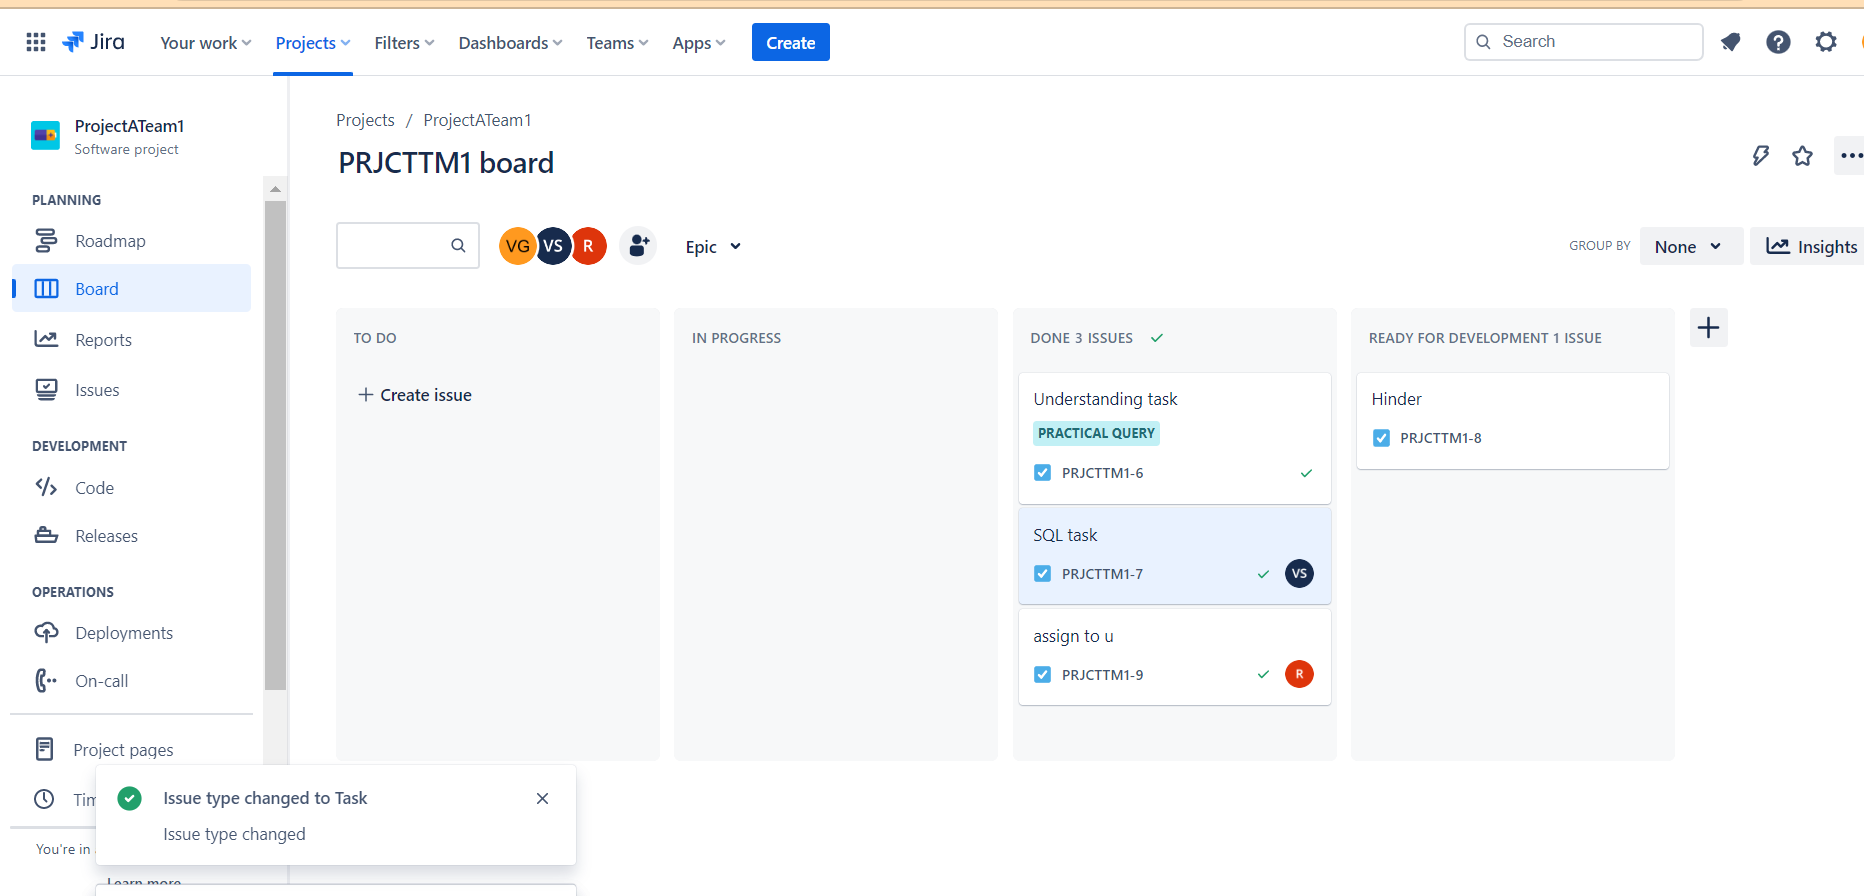 Jira
Your work
Projects
Filters
Dashboards
Teams
Apps
Create
Search
ProjectATeam1
Software project
PLANNING
Roadmap
Board
Reports
Issues
DEVELOPMENT
Code
Releases
OPERATIONS
Deployments
On-call
Project pages
Tim
You're in
Learn more
Projects / ProjectATeam1
PRJCTTM1 board
VG VS R
Epic
GROUP BY
None
Insights
TO DO
Create issue
IN PROGRESS
DONE 3 ISSUES
Understanding task
PRACTICAL QUERY
PRJCTTM1-6
SQL task
PRJCTTM1-7
VS
assign to u
PRJCTTM1-9
R
READY FOR DEVELOPMENT 1 ISSUE
Hinder
PRJCTTM1-8
Issue type changed to Task
Issue type changed